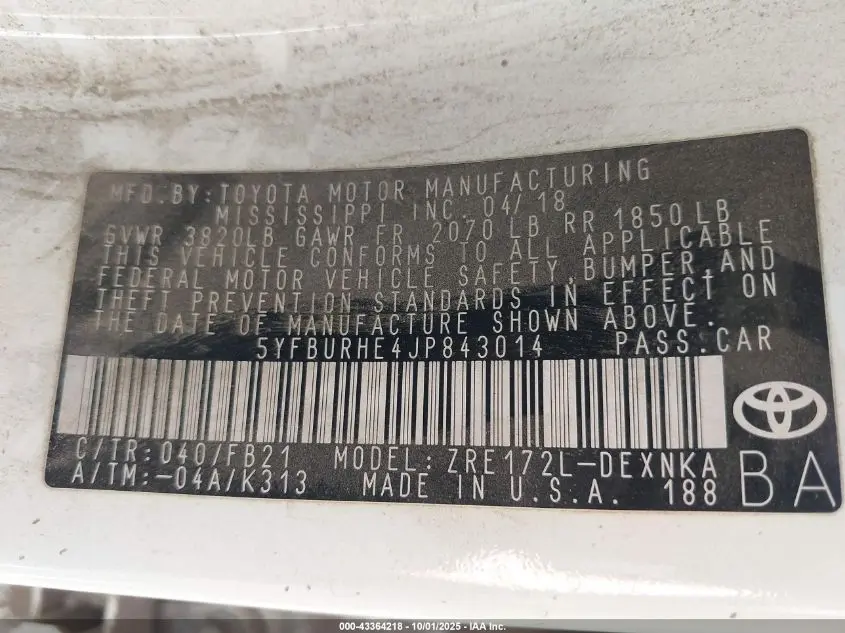 MFD.BY:TOYOTA MOTOR MANUFACTURING
MISSISSIPPI INC. 04/18
GVWR 3820LB GAWR FR 2070 LB RR 1850LB
THIS VEHICLE CONFORMS TO ALL APPLICABLE
FEDERAL MOTOR VEHICLE SAFETY,BUMPER,AND
THEFT PREVENTION STANDARDS IN EFFECT ON
THE DATE OF MANUFACTURE SHOWN ABOVE.
5YFBURHE4JP843014 PASS.CAR
C/TR:040/FB21 MODEL:ZRE172L-DEXNKA
A/TM:-04A/K313 MADE IN U.S.A. 188 BA
000-43364218 - 10/01/2025 - IAA Inc.